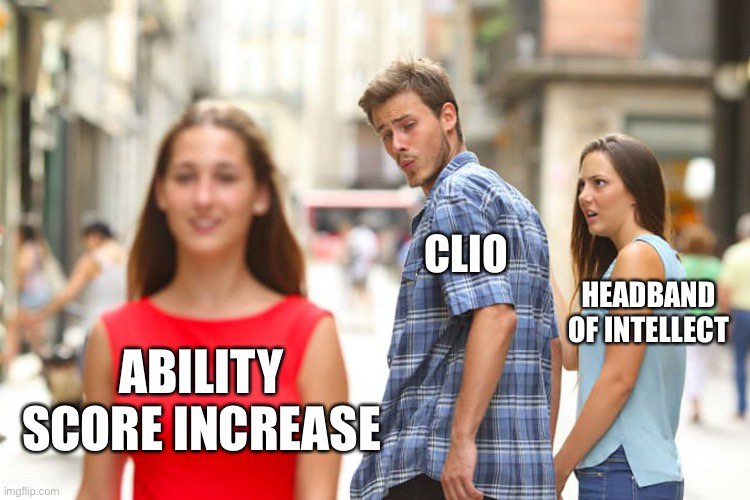 CLIO
HEADBAND
OF INTELLECT
ABILITY
SCORE INCREASE
imgflip.com